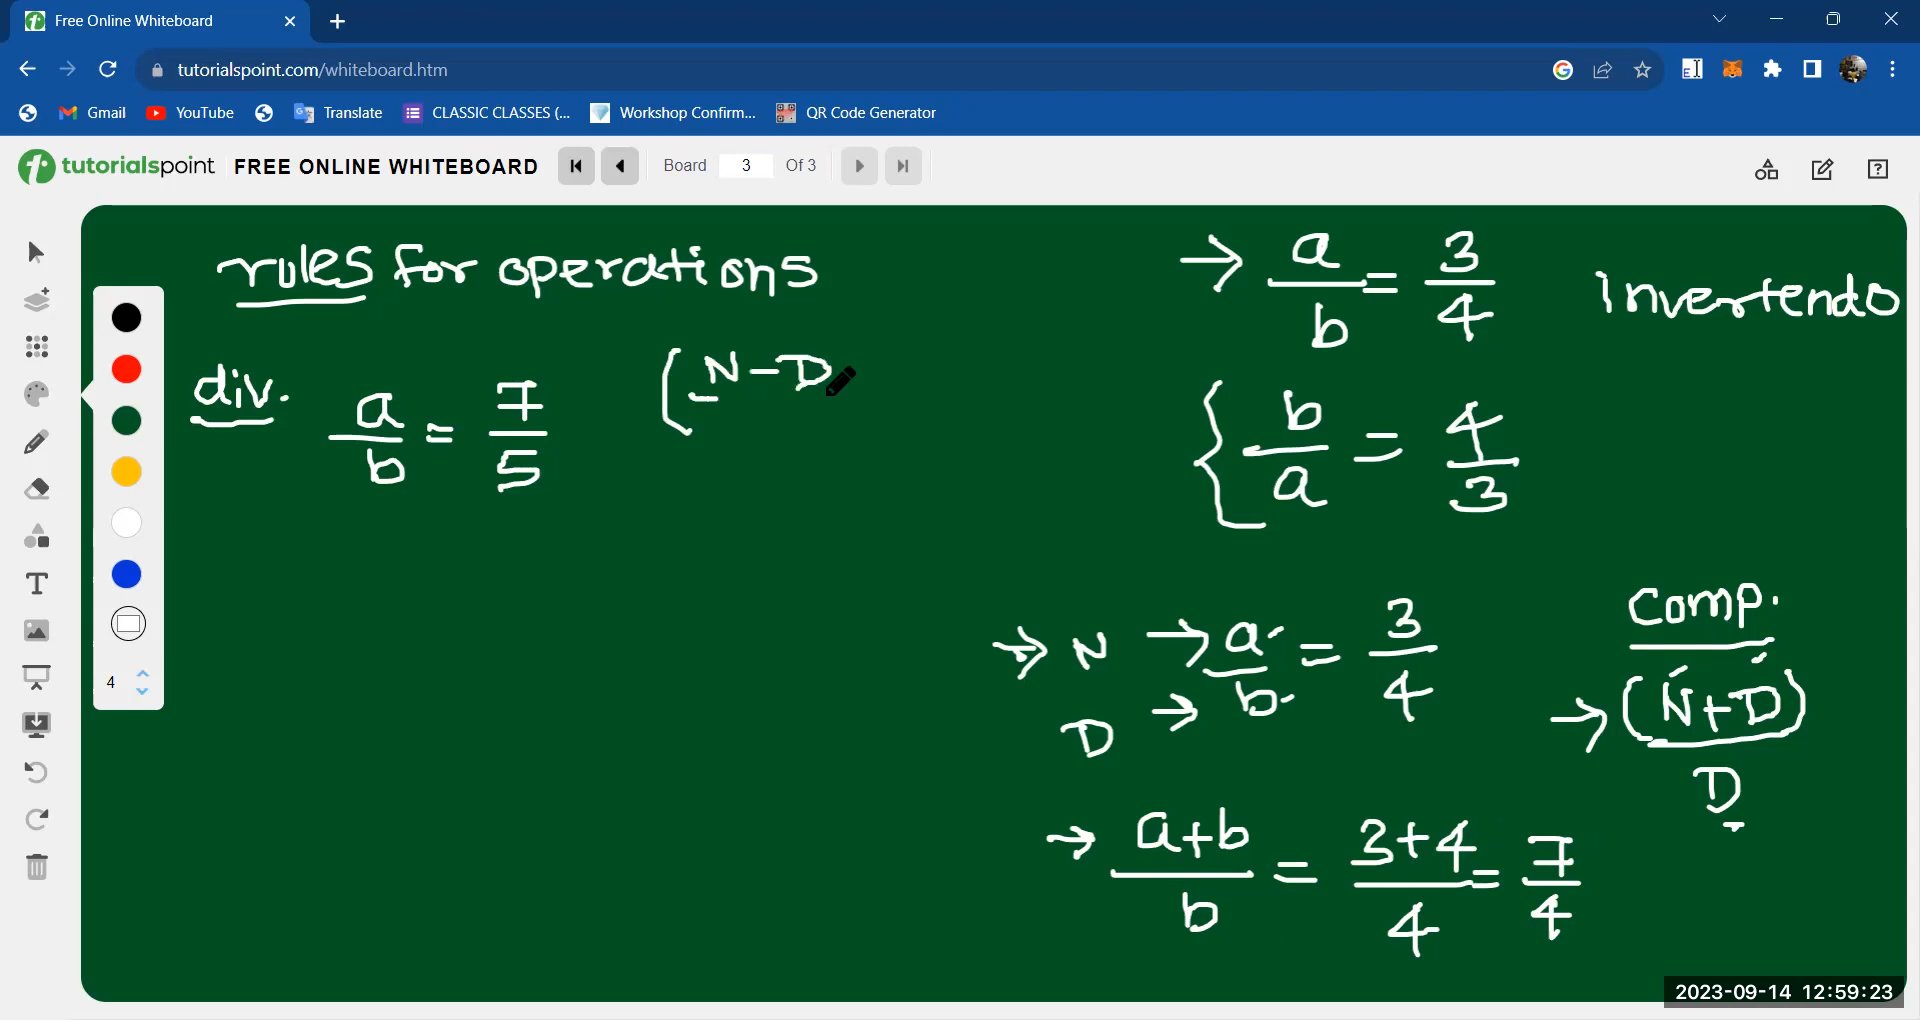 Free Online Whiteboard
tutorialspoint.com/whiteboard.htm
Gmail YouTube Translate CLASSIC CLASSES (... Workshop Confirm... QR Code Generator
tutorialspoint FREE ONLINE WHITEBOARD Board 3 Of 3
rules for operations
div. a/b = 7/5 (N-D
→ a/b = 3/4 invertendo
{ b/a = 4/3
→ N → a = 3/4
D → b
Comp.
→ (N+D)/D
→ a+b/b = 3+4/4 = 7/4
4
2023-09-14 12:59:23